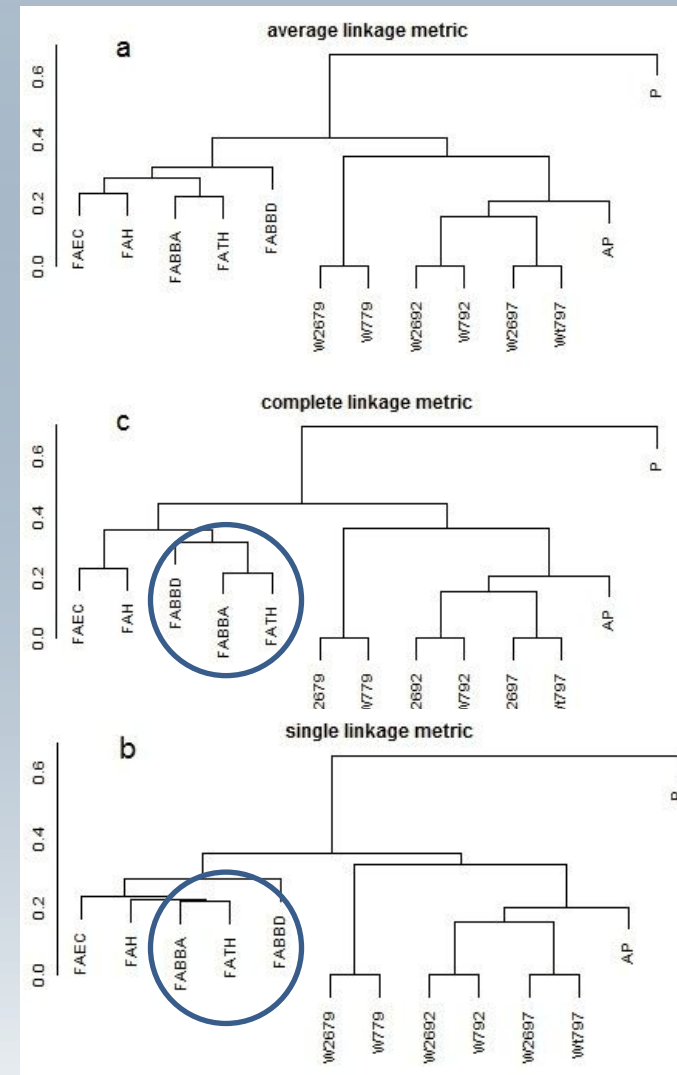 average linkage metric
a
0.6
0.4
0.2
0.0
P
FAEC
FAH
FABBA
FATH
FABBD
AP
W2679
W779
W2692
W792
W2697
Wt797
complete linkage metric
c
0.6
0.4
0.2
0.0
P
FAEC
FAH
FABBD
FABBA
FATH
AP
2679
W779
2692
W792
2697
Vt797
single linkage metric
b
0.6
0.4
0.2
0.0
FAEC
FAH
FABBA
FATH
FABBD
AP
W2679
W779
W2692
W792
W2697
Wt797